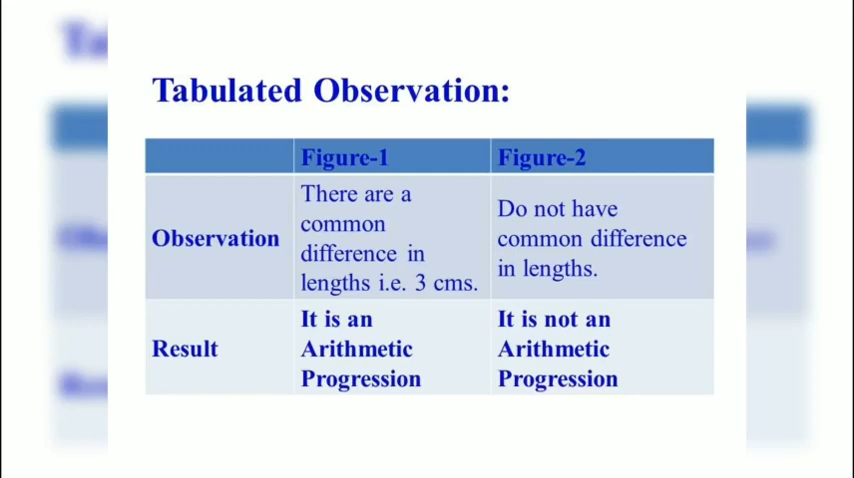 Tabulated Observation:
Figure-1 Figure-2
Observation
There are a
common
difference in
lengths i.e. 3 cms.
Do not have
common difference
in lengths.
Result
It is an
Arithmetic
Progression
It is not an
Arithmetic
Progression